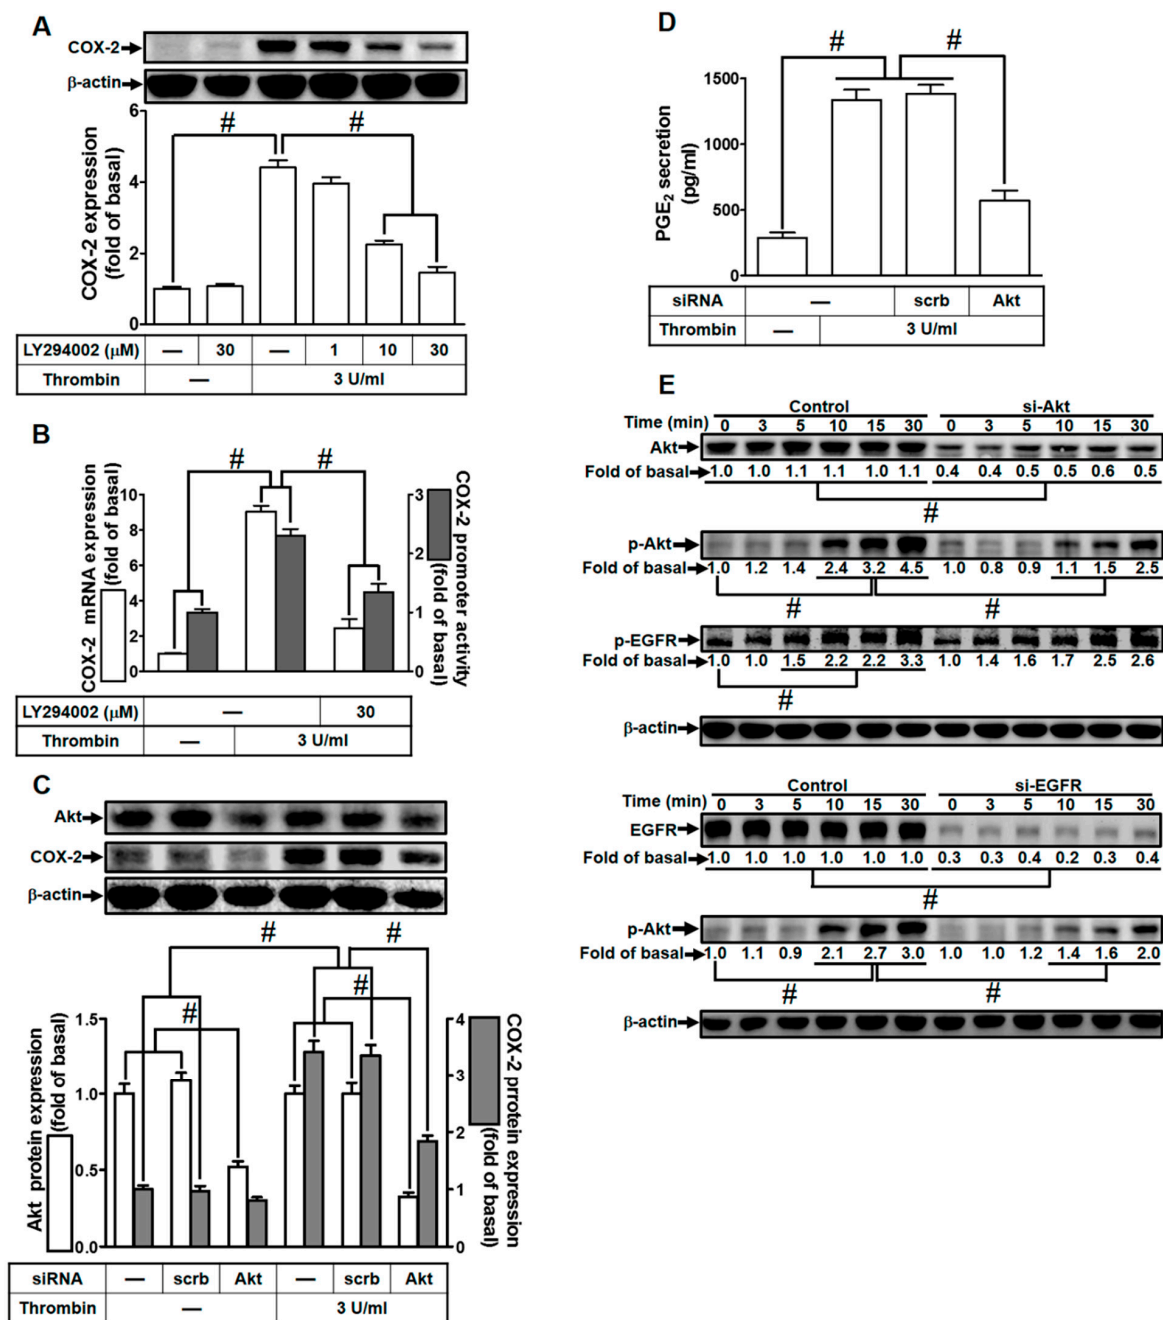 A
COX-2
β-actin
COX-2 expression
(fold of basal)
6
4
2
0
#
#
LY294002 (μM) — 30 — 1 10 30
Thrombin — 3 U/ml
B
COX-2 mRNA expression
(fold of basal)
10
8
6
4
2
0
#
#
3
2
1
0
COX-2 promoter activity
(fold of basal)
LY294002 (μM) — 30
Thrombin — 3 U/ml
C
Akt
COX-2
β-actin
Akt protein expression
(fold of basal)
1.5
1.0
0.5
0.0
#
#
#
#
4
3
2
1
0
COX-2 prrotein expression
(fold of basal)
siRNA — scrb Akt — scrb Akt
Thrombin — 3 U/ml
D
PGE2 secretion
(pg/ml)
1500
1000
500
0
#
#
siRNA — scrb Akt
Thrombin — 3 U/ml
E
Control si-Akt
Time (min) 0 3 5 10 15 30 0 3 5 10 15 30
Akt
Fold of basal 1.0 1.0 1.1 1.1 1.0 1.1 0.4 0.4 0.5 0.5 0.6 0.5
#
p-Akt
Fold of basal 1.0 1.2 1.4 2.4 3.2 4.5 1.0 0.8 0.9 1.1 1.5 2.5
# #
p-EGFR
Fold of basal 1.0 1.0 1.5 2.2 2.2 3.3 1.0 1.4 1.6 1.7 2.5 2.6
#
β-actin
Control si-EGFR
Time (min) 0 3 5 10 15 30 0 3 5 10 15 30
EGFR
Fold of basal 1.0 1.0 1.0 1.0 1.0 1.0 0.3 0.3 0.4 0.2 0.3 0.4
#
p-Akt
Fold of basal 1.0 1.1 0.9 2.1 2.7 3.0 1.0 1.0 1.2 1.4 1.6 2.0
# #
β-actin